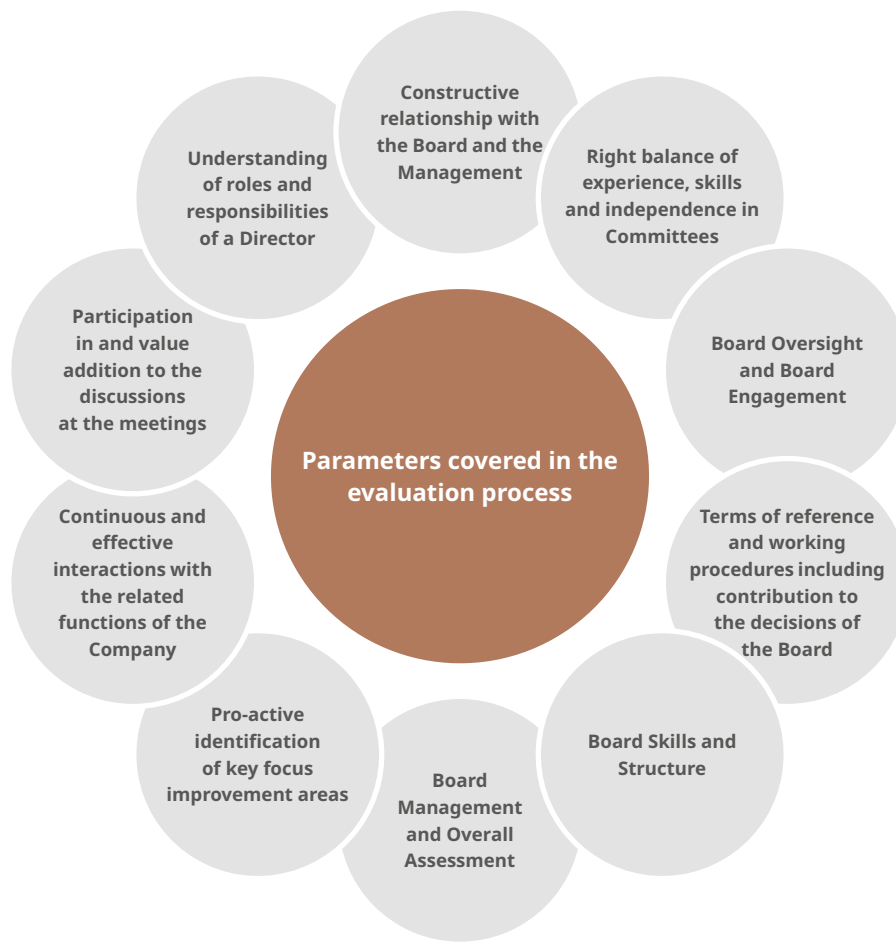 Constructive
relationship with
the Board and the
Management
Right balance of
experience, skills
and independence in
Committees
Board Oversight
and Board
Engagement
Terms of reference
and working
procedures including
contribution to
the decisions of
the Board
Board Skills and
Structure
Board
Management
and Overall
Assessment
Pro-active
identification
of key focus
improvement areas
Continuous and
effective
interactions with
the related
functions of the
Company
Participation
in and value
addition to the
discussions
at the meetings
Understanding
of roles and
responsibilities
of a Director
Parameters covered in the
evaluation process